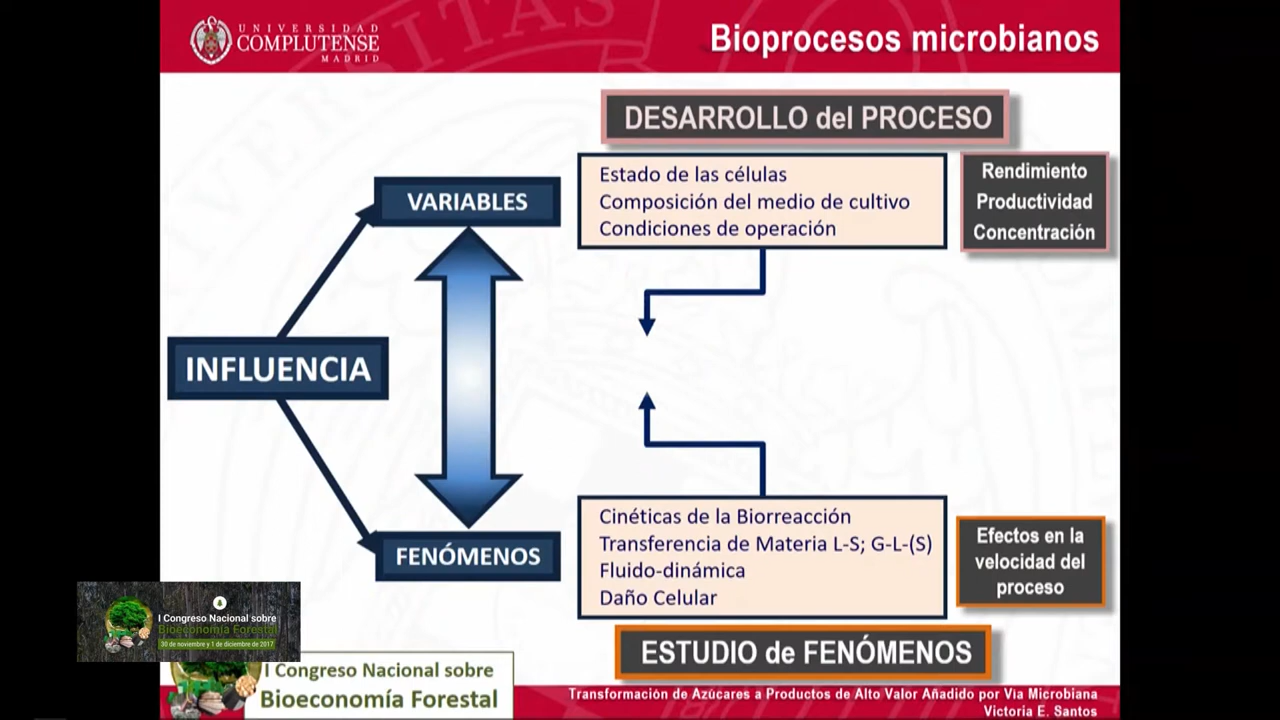 UNIVERSIDAD
COMPLUTENSE
MADRID
Bioprocesos microbianos
DESARROLLO del PROCESO
Estado de las células
Composición del medio de cultivo
Condiciones de operación
Rendimiento
Productividad
Concentración
VARIABLES
INFLUENCIA
FENÓMENOS
Cinéticas de la Biorreacción
Transferencia de Materia L-S; G-L-(S)
Fluido-dinámica
Daño Celular
Efectos en la
velocidad del
proceso
ESTUDIO de FENÓMENOS
I Congreso Nacional sobre
Bioeconomía Forestal
30 de noviembre y 1 de diciembre de 2017
I Congreso Nacional sobre
Bioeconomía Forestal
Transformación de Azúcares a Productos de Alto Valor Añadido por Vía Microbiana
Victoria E. Santos